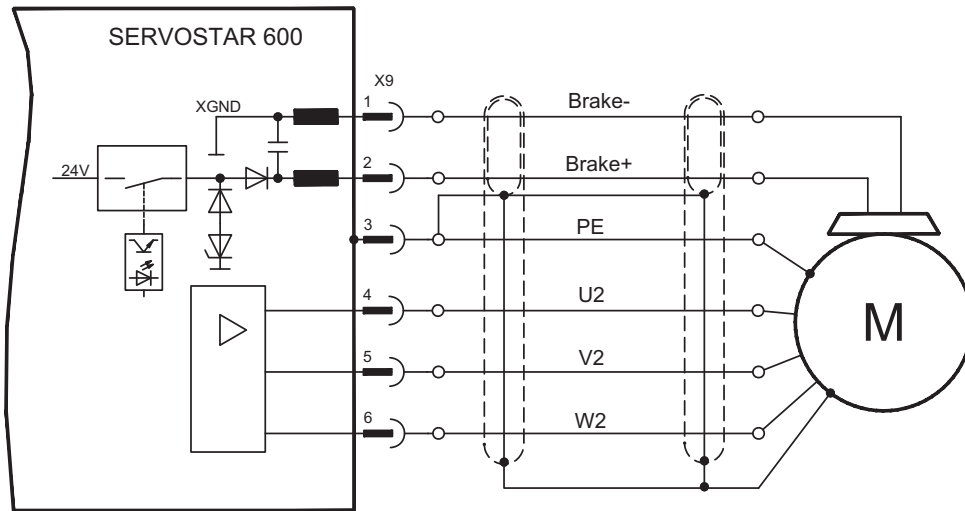 SERVOSTAR 600
X9
XGND
1
Brake-
24V
2
Brake+
3
PE
4
U2
M
5
V2
6
W2